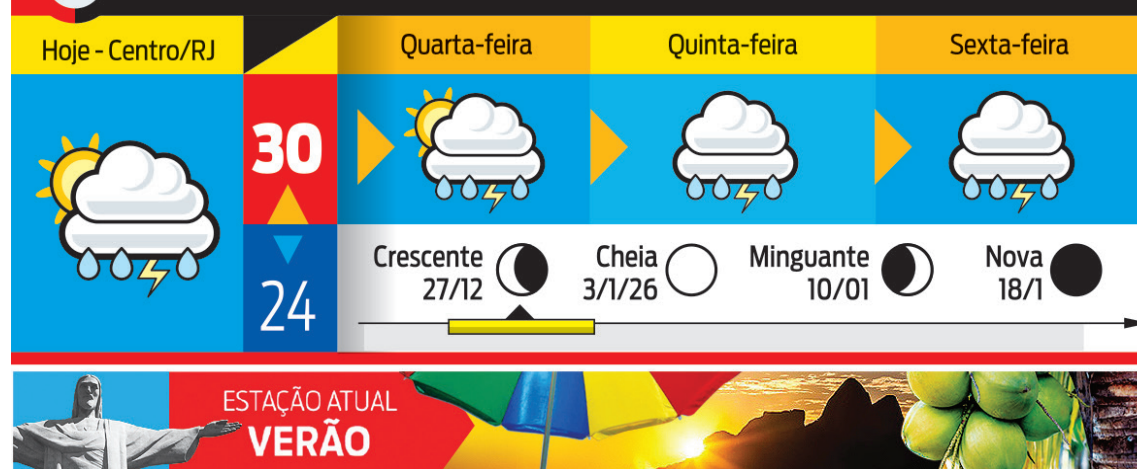 Hoje - Centro/RJ
Quarta-feira
Quinta-feira
Sexta-feira
30
24
Crescente
27/12
Cheia
3/1/26
Minguante
10/01
Nova
18/1
ESTAÇÃO ATUAL
VERÃO